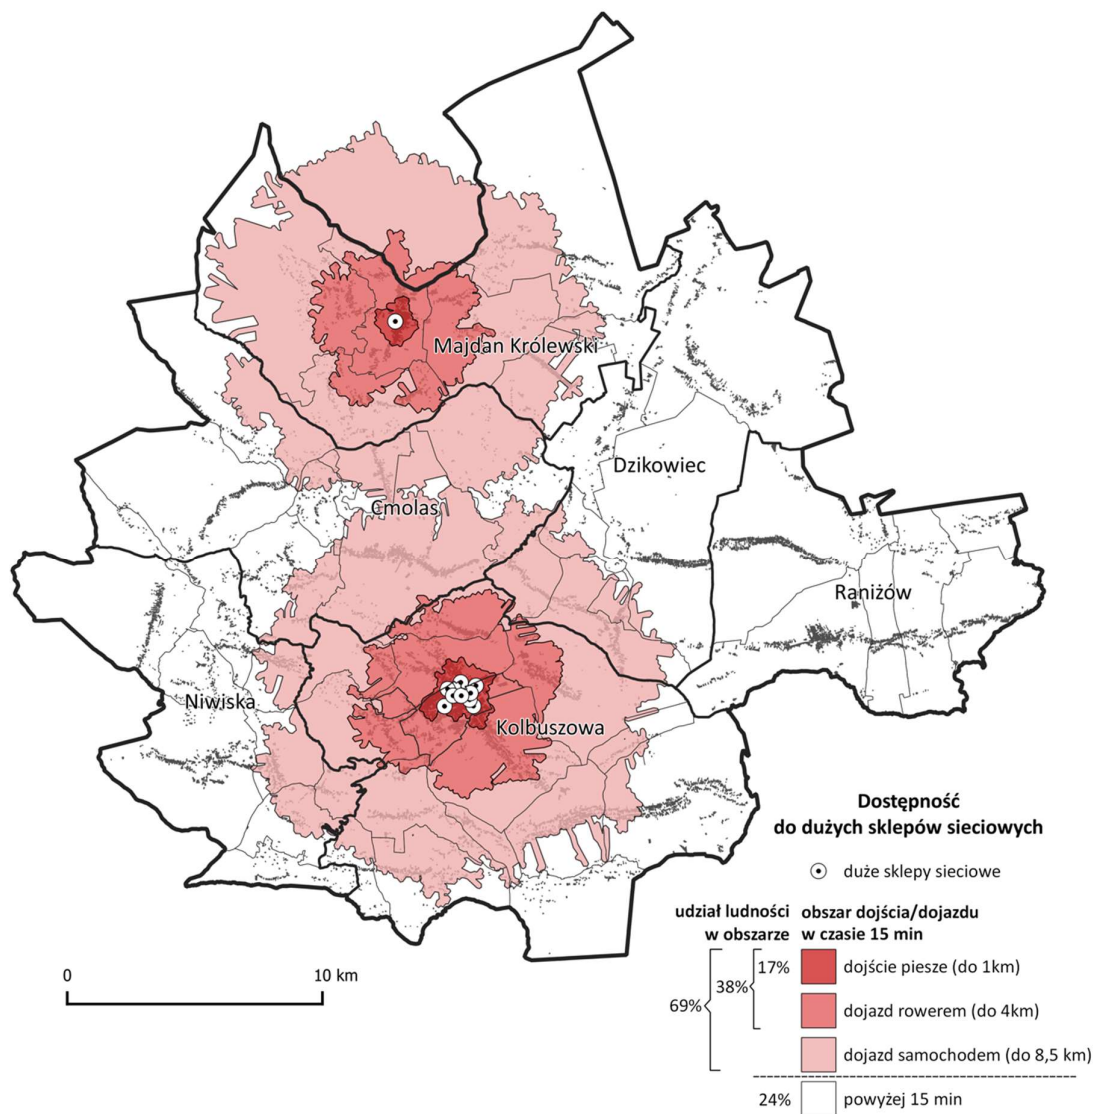 Majdan Królewski
Dzikowiec
Cmolas
Raniżów
Niwiska
Kolbuszowa
Dostępność
do dużych sklepów sieciowych
duże sklepy sieciowe
udział ludności
w obszarze
obszar dojścia/dojazdu
w czasie 15 min
0 10 km
17% dojście piesze (do 1km)
38%
69%
dojazd rowerem (do 4km)
dojazd samochodem (do 8,5 km)
24% powyżej 15 min